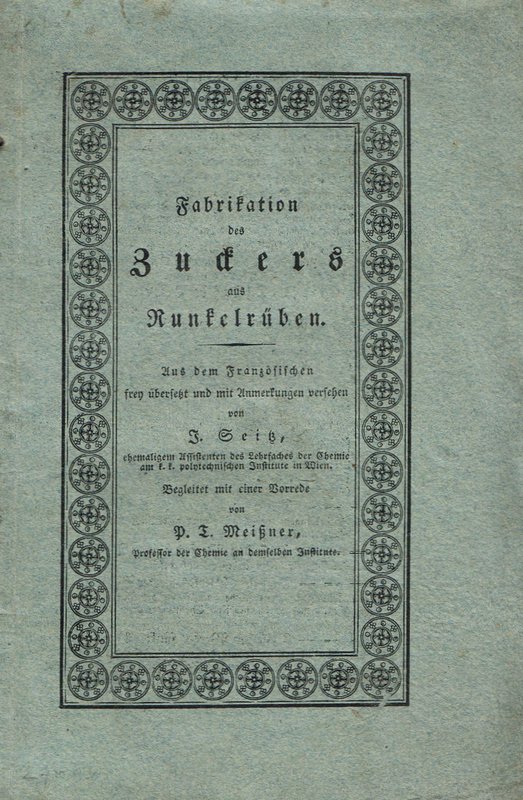 Fabrikation
des
Zuckers
aus
Runkelrüben.
Aus dem Französischen
frey übersetzt und mit Anmerkungen versehen
von
J. Seitz,
ehemaligem Assistenten des Lehrfaches der Chemie
am k. k. polytechnischen Institute in Wien.
Begleitet mit einer Vorrede
von
P. T. Meißner,
Professor der Chemie an demselben Institute.